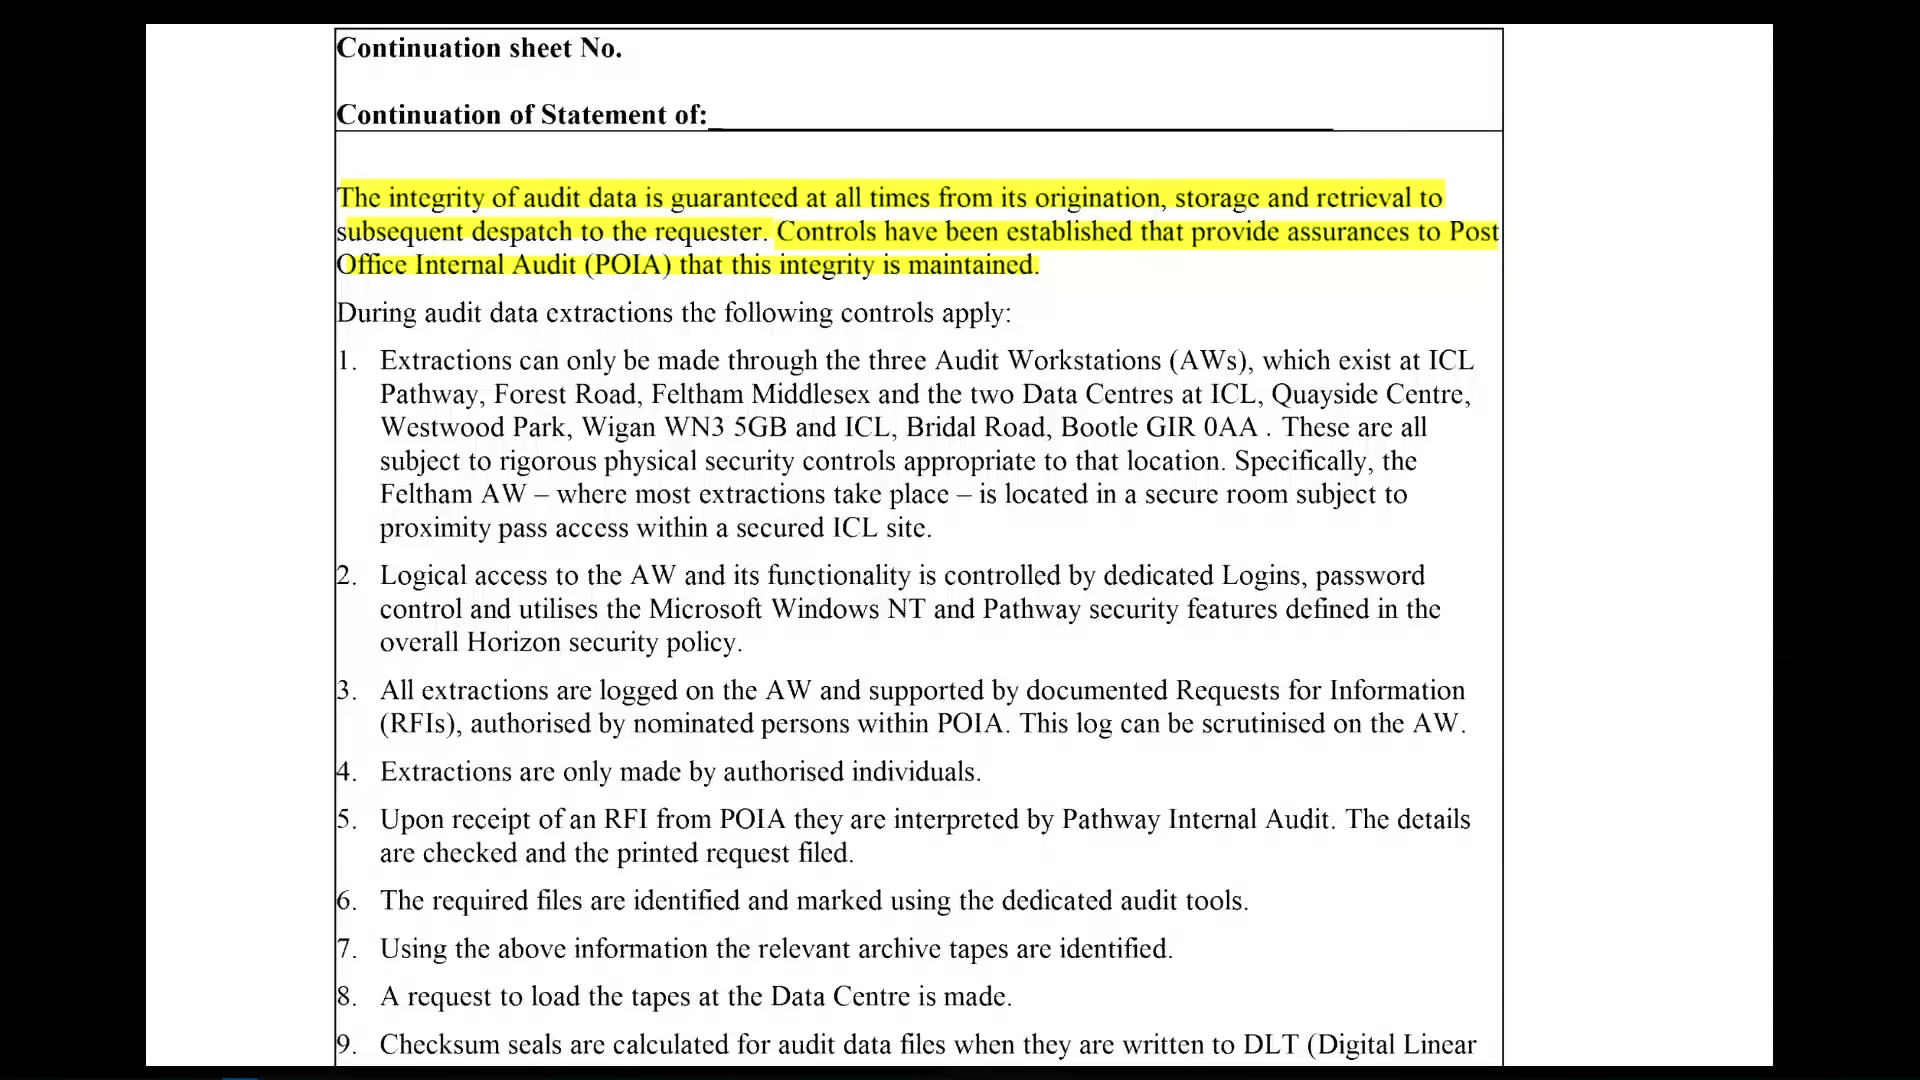 Continuation sheet No.
Continuation of Statement of:
The integrity of audit data is guaranteed at all times from its origination, storage and retrieval to
subsequent despatch to the requester. Controls have been established that provide assurances to Post
Office Internal Audit (POIA) that this integrity is maintained.
During audit data extractions the following controls apply:
1. Extractions can only be made through the three Audit Workstations (AWs), which exist at ICL
Pathway, Forest Road, Feltham Middlesex and the two Data Centres at ICL, Quayside Centre,
Westwood Park, Wigan WN3 5GB and ICL, Bridal Road, Bootle GIR 0AA . These are all
subject to rigorous physical security controls appropriate to that location. Specifically, the
Feltham AW – where most extractions take place – is located in a secure room subject to
proximity pass access within a secured ICL site.
2. Logical access to the AW and its functionality is controlled by dedicated Logins, password
control and utilises the Microsoft Windows NT and Pathway security features defined in the
overall Horizon security policy.
3. All extractions are logged on the AW and supported by documented Requests for Information
(RFIs), authorised by nominated persons within POIA. This log can be scrutinised on the AW.
4. Extractions are only made by authorised individuals.
5. Upon receipt of an RFI from POIA they are interpreted by Pathway Internal Audit. The details
are checked and the printed request filed.
6. The required files are identified and marked using the dedicated audit tools.
7. Using the above information the relevant archive tapes are identified.
8. A request to load the tapes at the Data Centre is made.
9. Checksum seals are calculated for audit data files when they are written to DLT (Digital Linear